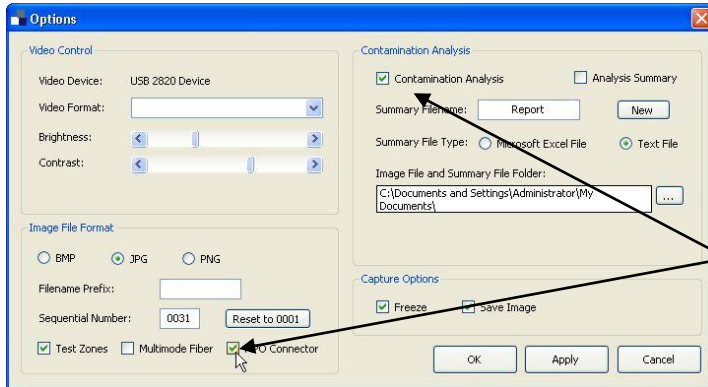 Options
Video Control
Video Device: USB 2820 Device
Video Format:
Brightness:
Contrast:
Image File Format
BMP JPG PNG
Filename Prefix:
Sequential Number: 0031 Reset to 0001
Test Zones Multimode Fiber Connector
Contamination Analysis
Contamination Analysis Analysis Summary
Summary Filename: Report New
Summary File Type: Microsoft Excel File Text File
Image File and Summary File Folder:
C:\Documents and Settings\Administrator\My
Documents\ ...
Capture Options
Freeze Save Image
OK Apply Cancel